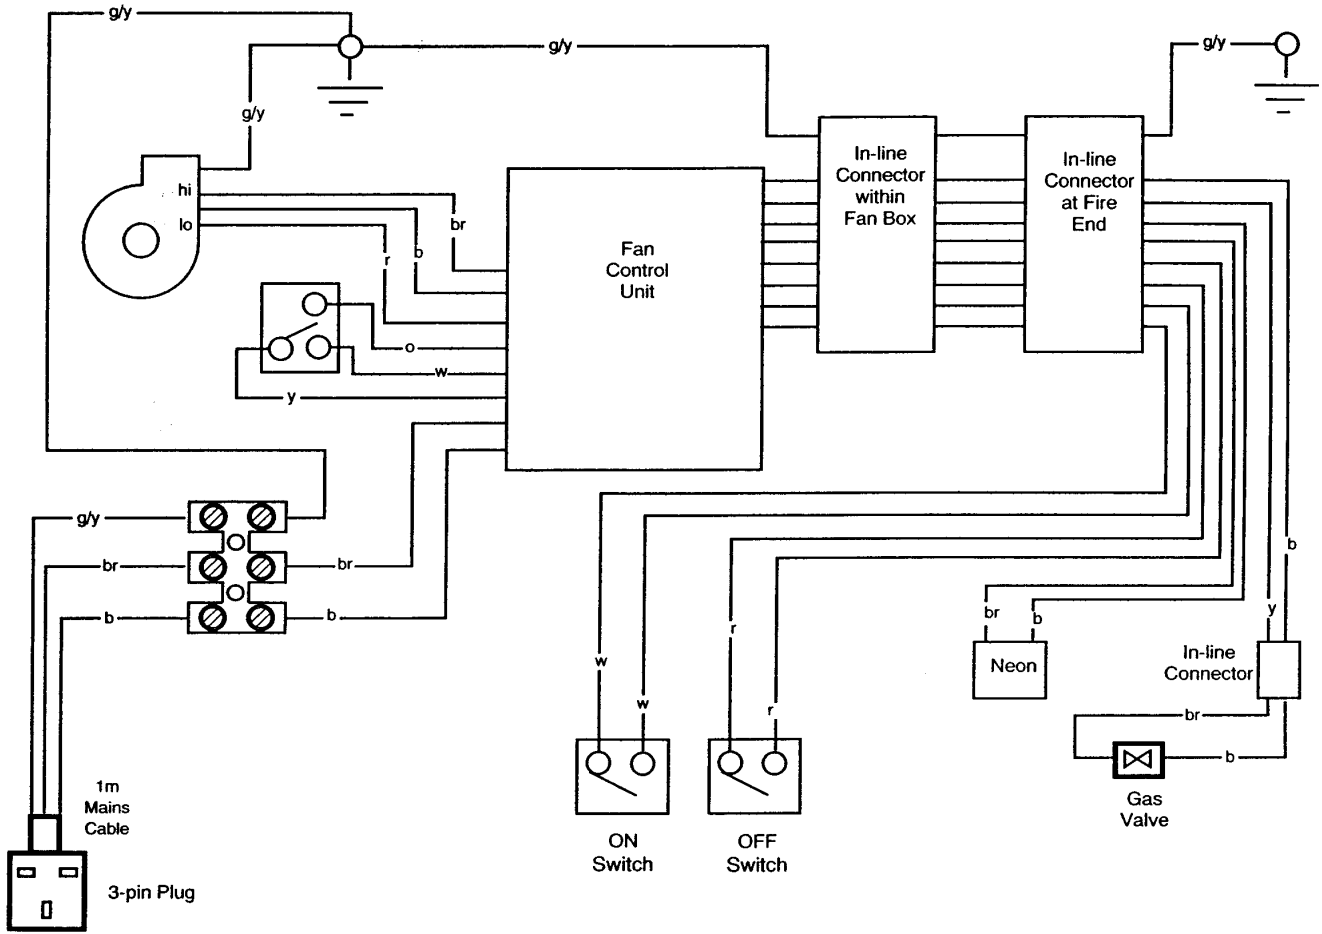 g/y
g/y
g/y
g/y
hi
lo
br
b
r
o
w
y
Fan
Control
Unit
In-line
Connector
within
Fan Box
In-line
Connector
at Fire
End
g/y
br
b
br
b
w
w
r
r
br
b
Neon
y
b
In-line
Connector
br
b
Gas
Valve
ON
Switch
OFF
Switch
1m
Mains
Cable
3-pin Plug